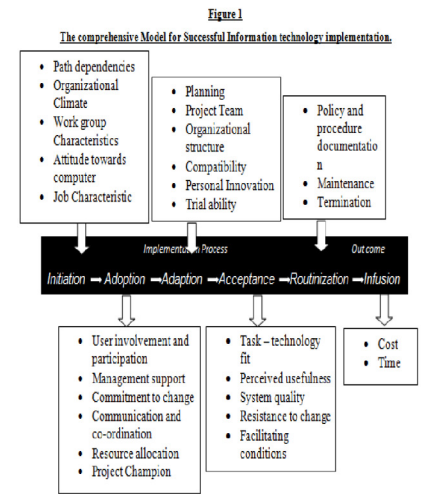 Figure 1
The comprehensive Model for Successful Information technology implementation.
• Path dependencies
• Organizational
Climate
• Work group
Characteristics
• Attitude towards
computer
• Job Characteristic
• Planning
• Project Team
• Organizational
structure
• Compatibility
• Personal Innovation
• Trial ability
• Policy and
procedure
documentatio
n
• Maintenance
• Termination
Implementation Process Out come
Initiation → Adoption → Adaption → Acceptance → Routinization → Infusion
• User involvement and
participation
• Management support
• Commitment to change
• Communication and
co-ordination
• Resource allocation
• Project Champion
• Task – technology
fit
• Perceived usefulness
• System quality
• Resistance to change
• Facilitating
conditions
• Cost
• Time